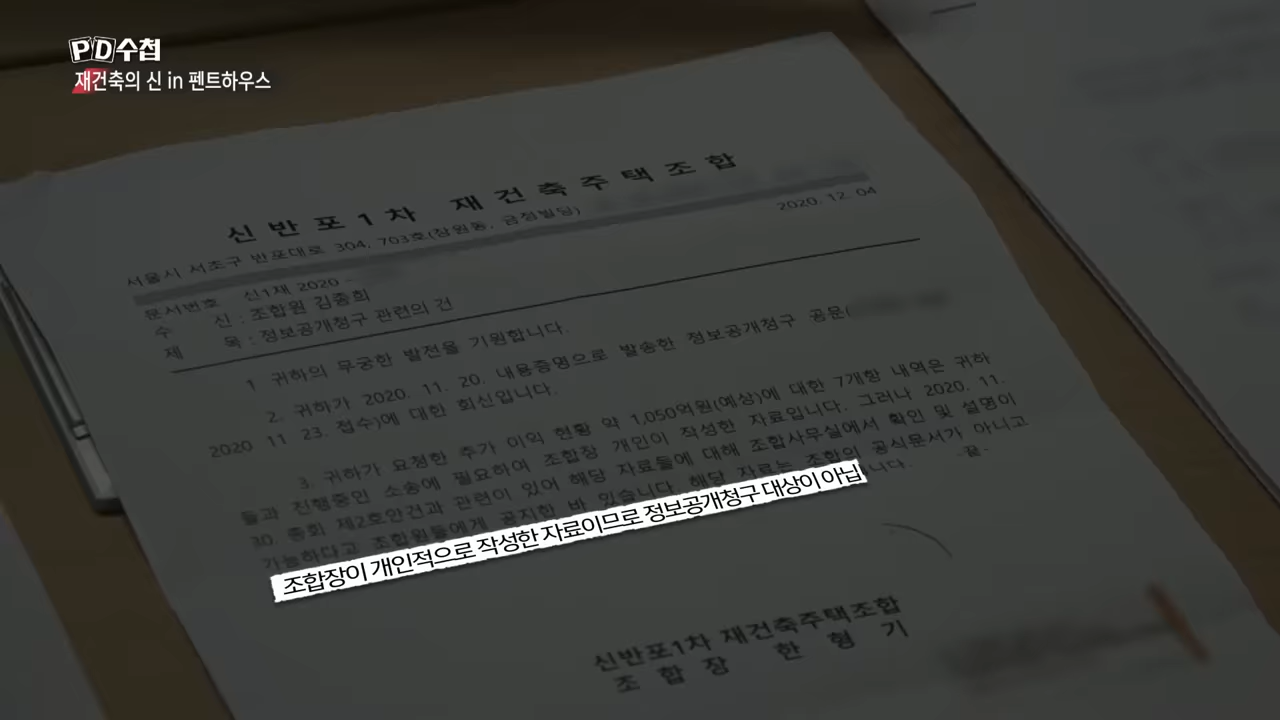 PD수첩
재건축의 신 in 펜트하우스
신반포1차 재건축주택조합
서울시 서초구 반포대로 304, 703호(잠원동, 금정빌딩)
2020. 12. 04
문서번호 신1재 2020 -
수 신 : 조합원 김종희
제 목 : 정보공개청구 관련의 건
1 귀하의 무궁한 발전을 기원합니다.
2. 귀하가 2020. 11. 20. 내용증명으로 발송한 정보공개청구 공문(
2020 11 23. 접수)에 대한 회신입니다.
3. 귀하가 요청한 추가 이익 현황 약 1,050억원(예상)에 대한 7개항 내역은 귀하
들과 진행중인 소송에 필요하여 조합장 개인이 작성한 자료입니다. 그러나 2020. 11.
30. 총회 제2호안건과 관련이 있어 해당 자료들에 대해 조합사무실에서 확인 및 설명이
가능하다고 조합원들에게 공지한 바 있습니다. 해당 자료는 조합의 공식문서가 아니고
조합장이 개인적으로 작성한 자료이므로 정보공개청구 대상이 아닙
니다. -끝-
신반포1차 재건축주택조합
조 합 장 한 형 기